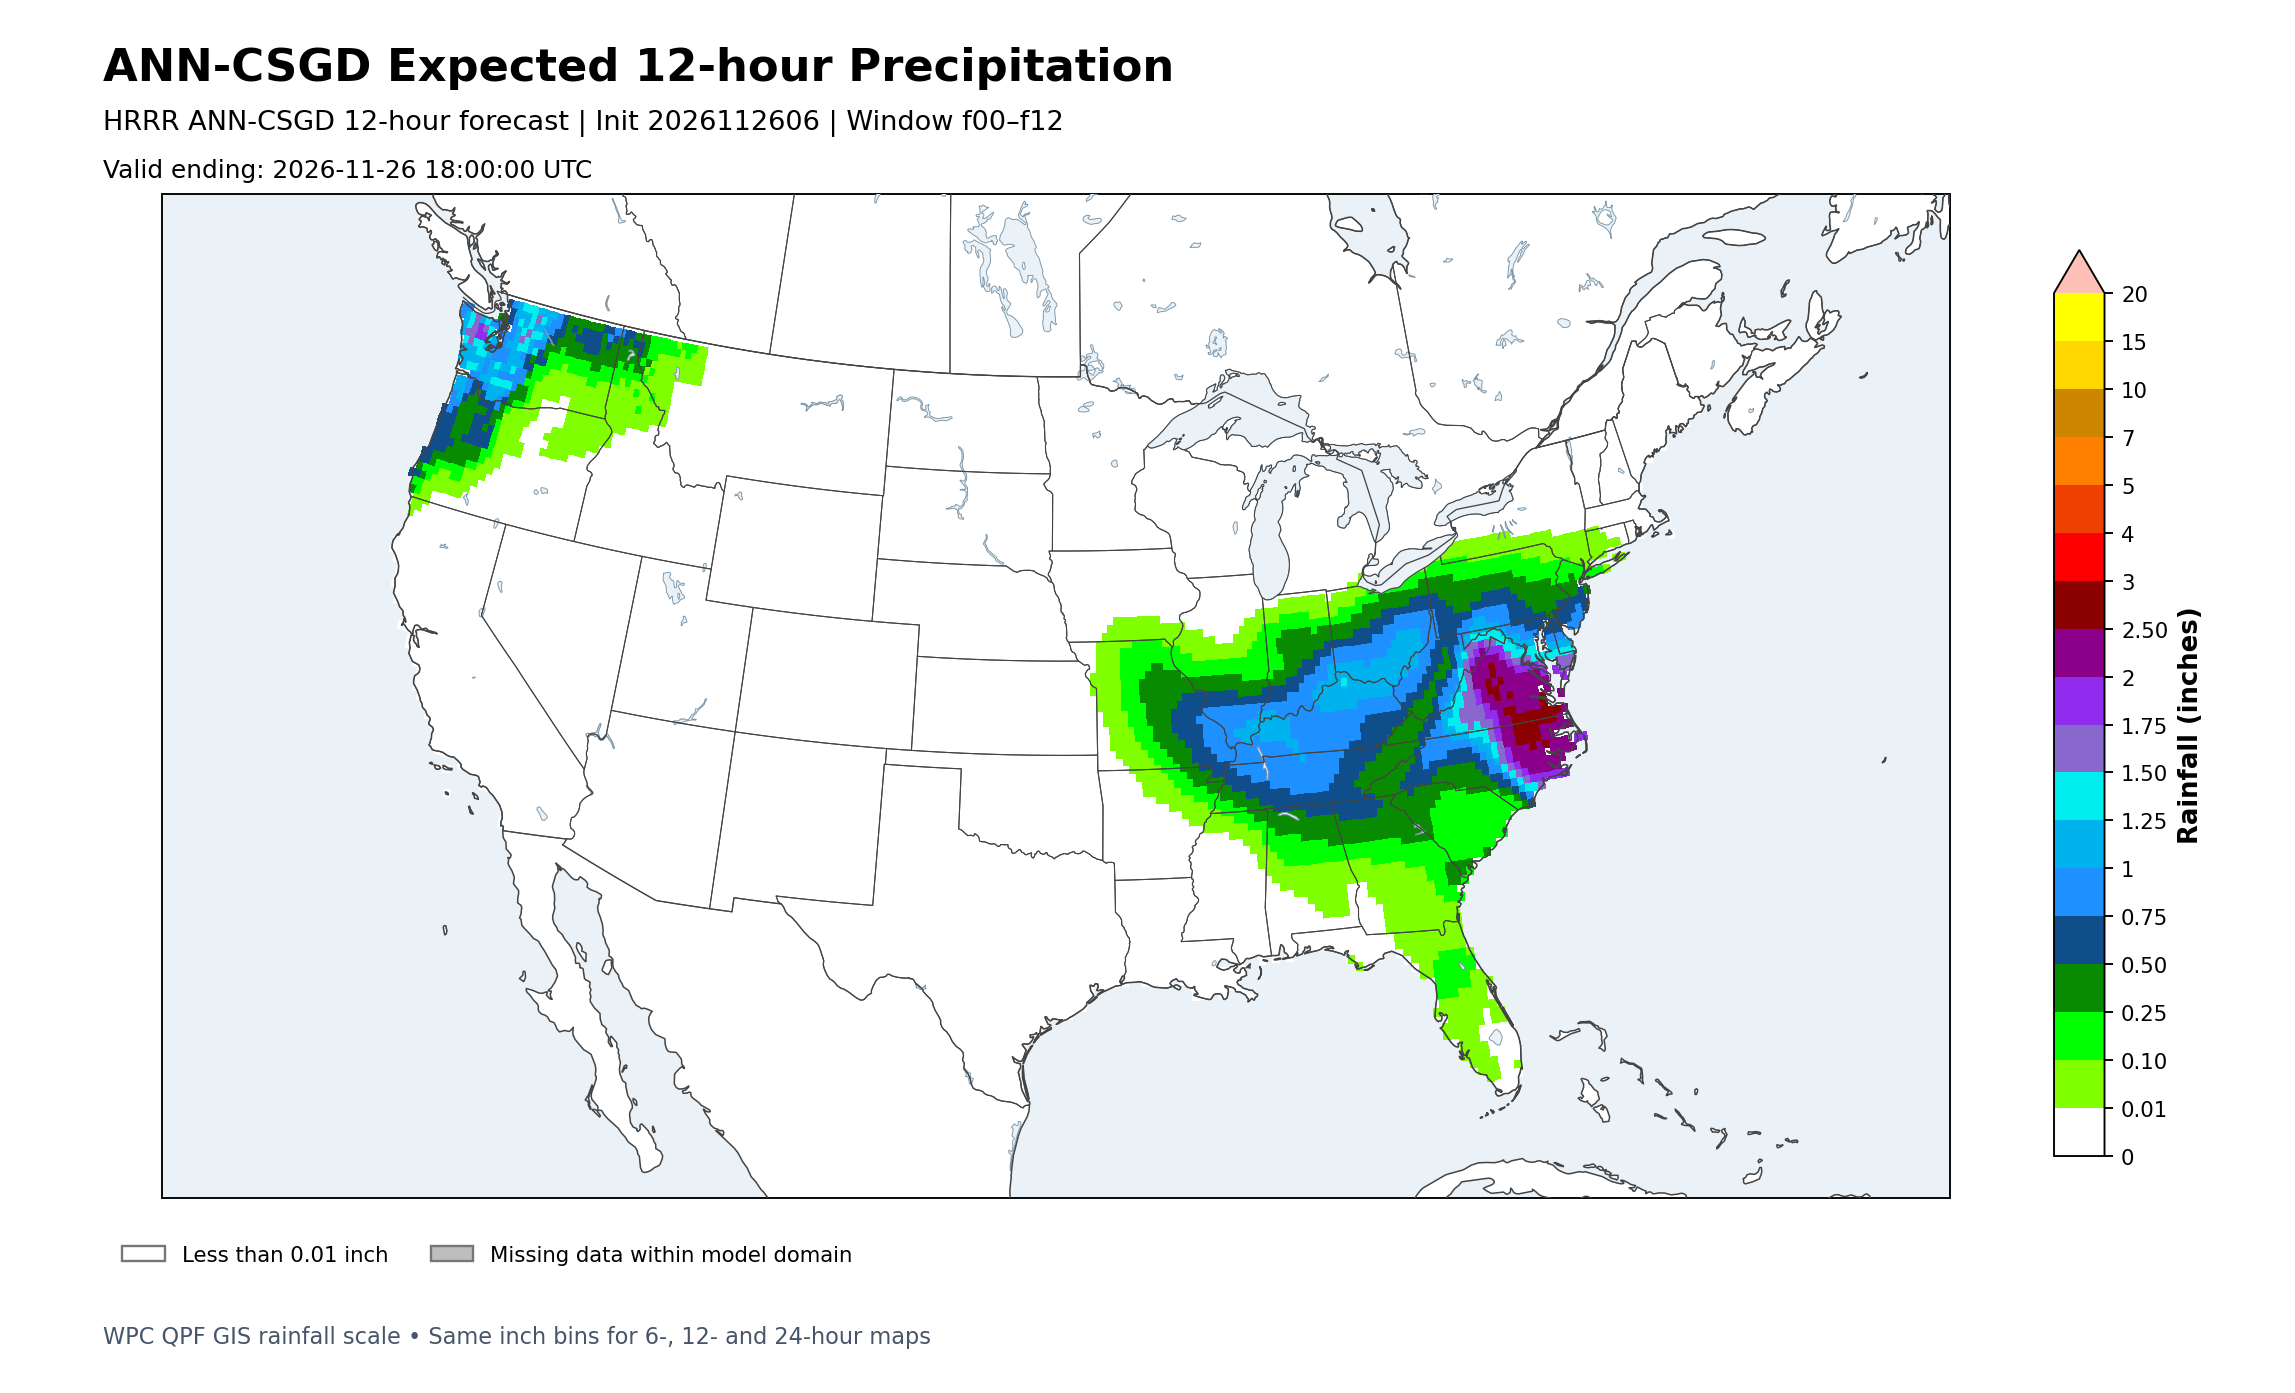 ANN-CSGD Expected 12-hour Precipitation
HRRR ANN-CSGD 12-hour forecast | Init 2026112606 | Window f00–f12
Valid ending: 2026-11-26 18:00:00 UTC
20
15
10
7
5
4
3
2.50
2
1.75
1.50
1.25
1
0.75
0.50
0.25
0.10
0.01
0
Rainfall (inches)
Less than 0.01 inch
Missing data within model domain
WPC QPF GIS rainfall scale • Same inch bins for 6-, 12- and 24-hour maps